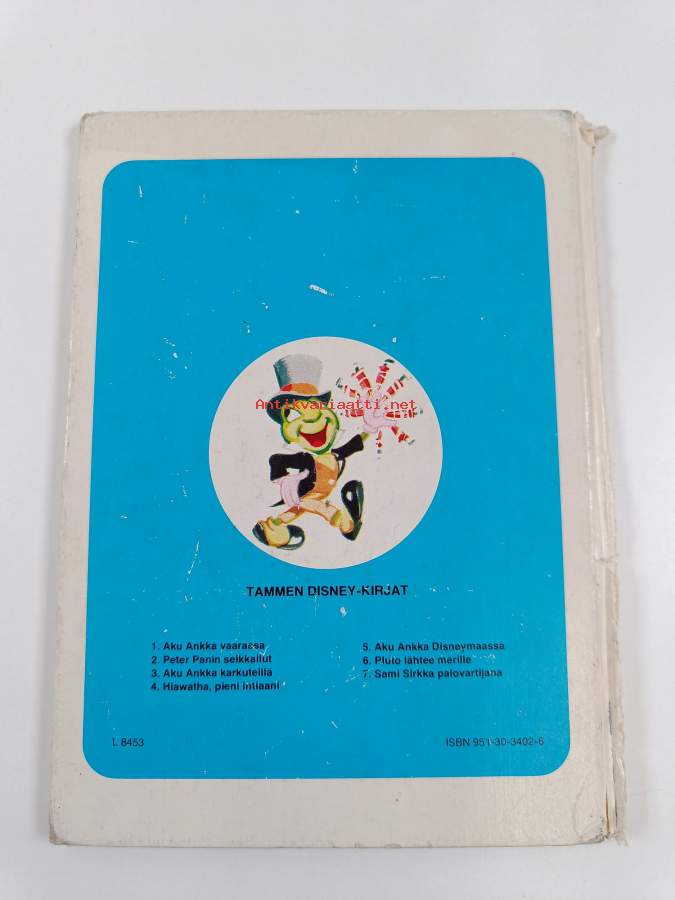 Antikvariaatti.net
TAMMEN DISNEY-KIRJAT
1. Aku Ankka vaarassa
2. Peter Panin seikkailut
3. Aku Ankka karkuteillä
4. Hiawatha, pieni intiaani
5. Aku Ankka Disneymaassa
6. Pluto lähtee merille
7. Sami Sirkka palovartijana
L 8453
ISBN 951-30-3402-6